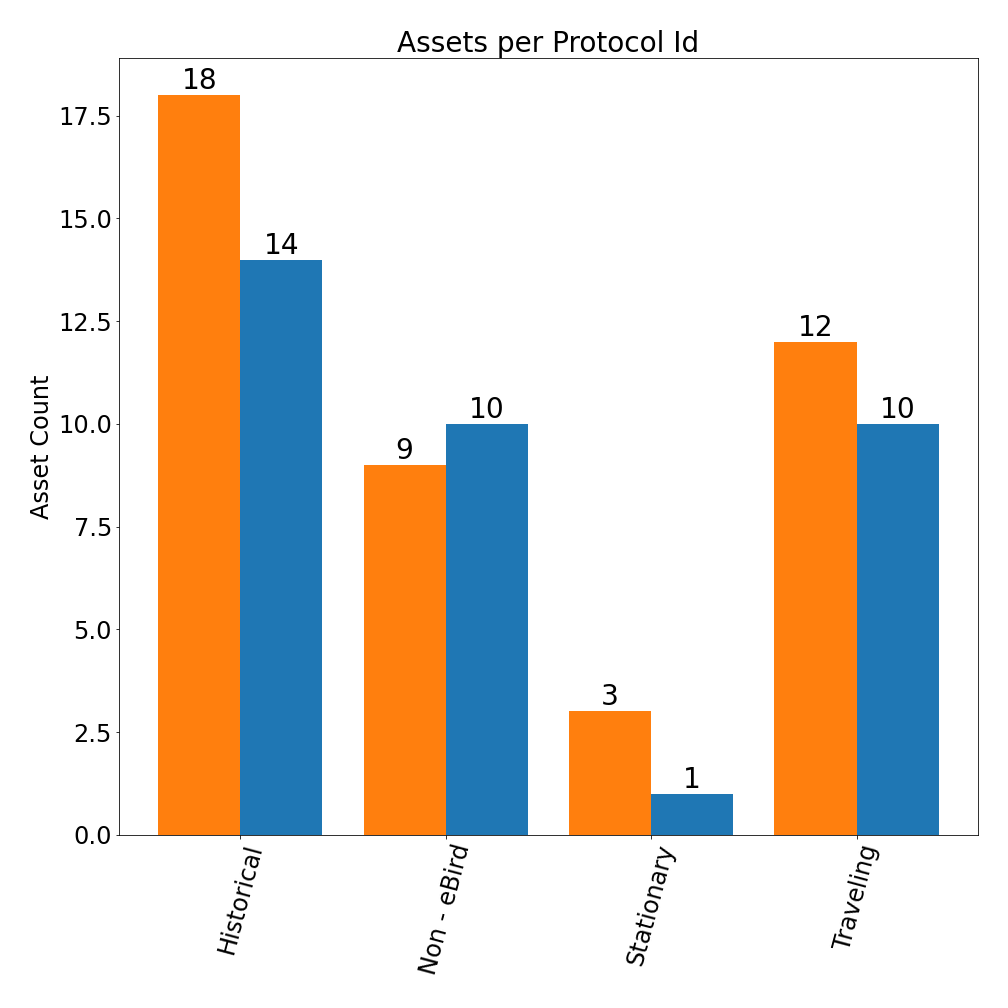 Assets per Protocol Id
Asset Count
17.5
15.0
12.5
10.0
7.5
5.0
2.5
0.0
18
14
9
10
3
1
12
10
Historical
Non - eBird
Stationary
Traveling